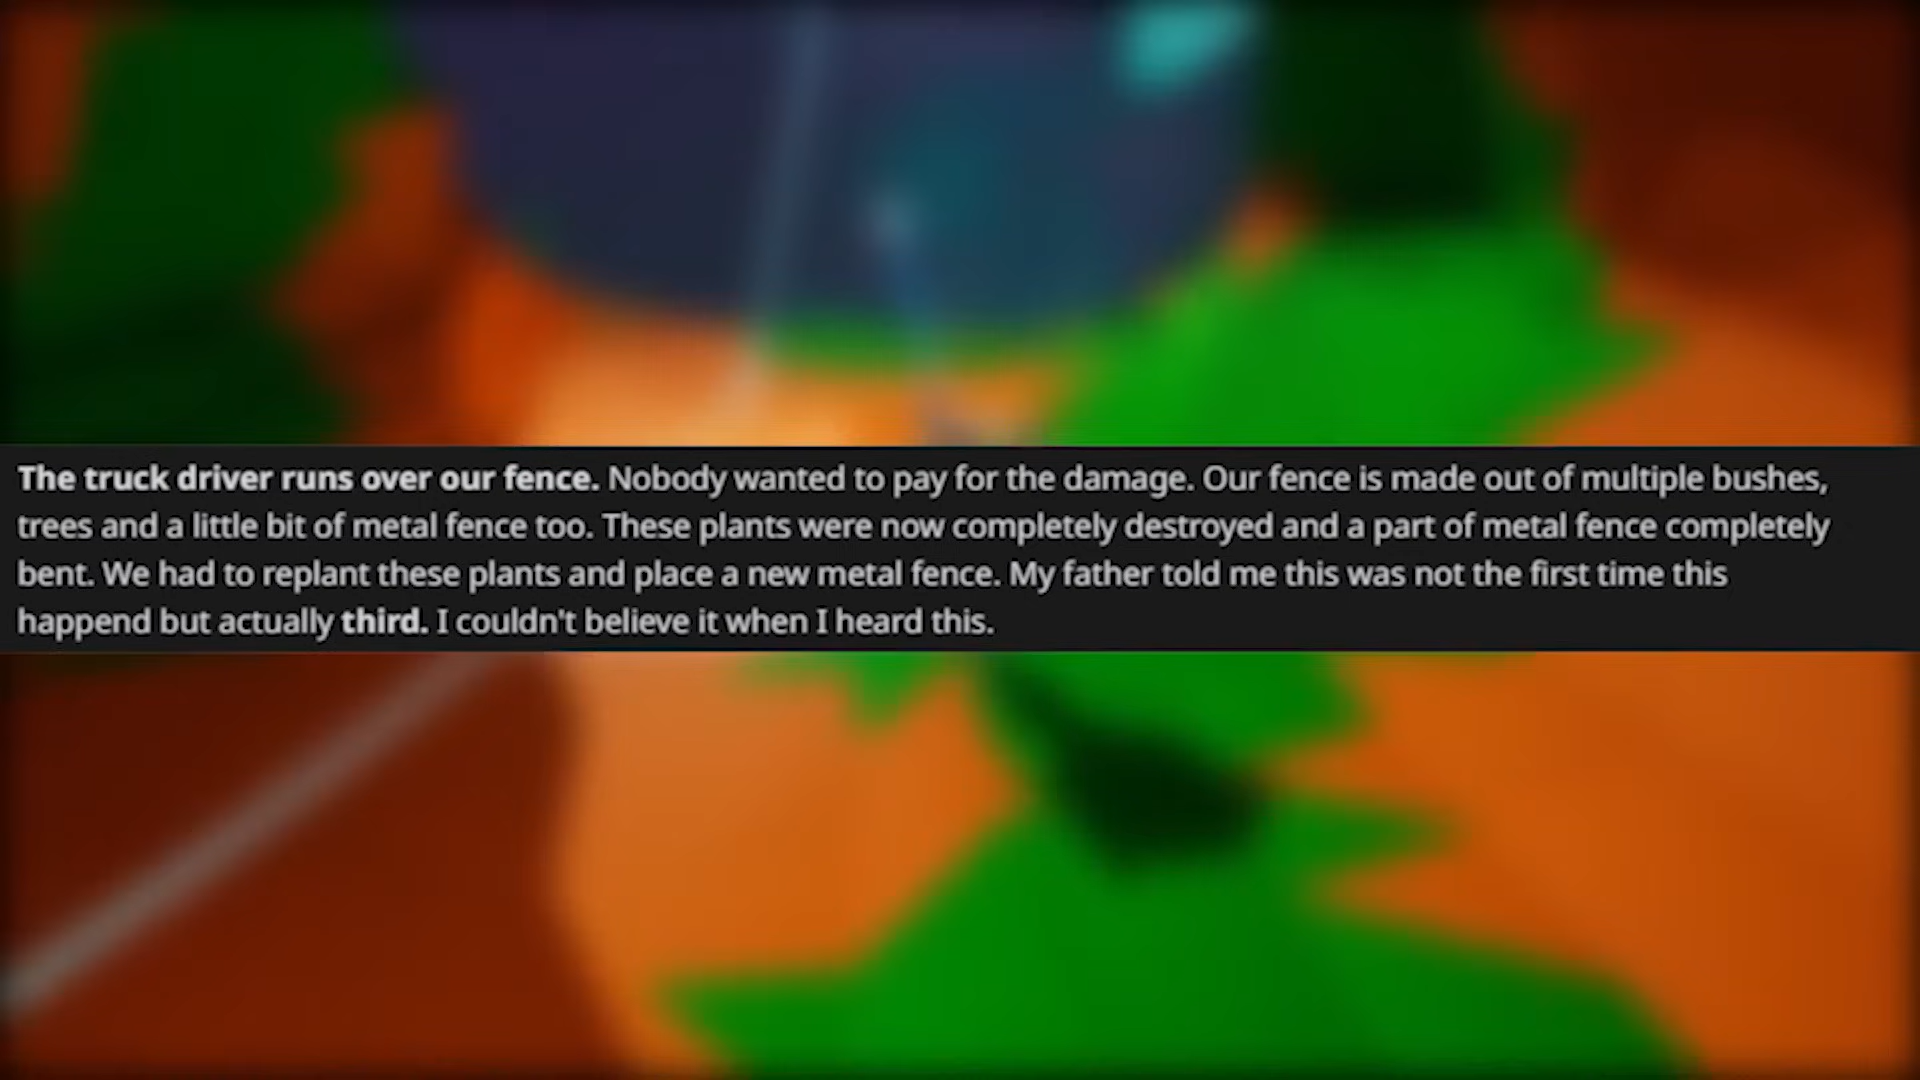 The truck driver runs over our fence. Nobody wanted to pay for the damage. Our fence is made out of multiple bushes,
trees and a little bit of metal fence too. These plants were now completely destroyed and a part of metal fence completely
bent. We had to replant these plants and place a new metal fence. My father told me this was not the first time this
happend but actually third. I couldn't believe it when I heard this.